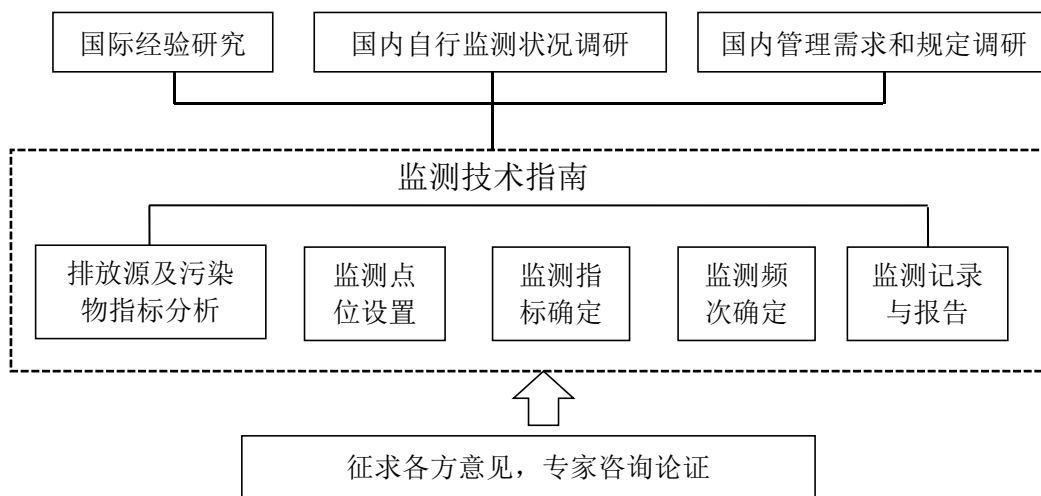 国际经验研究
国内自行监测状况调研
国内管理需求和规定调研
监测技术指南
排放源及污染
物指标分析
监测点
位设置
监测指
标确定
监测频
次确定
监测记录
与报告
征求各方意见，专家咨询论证